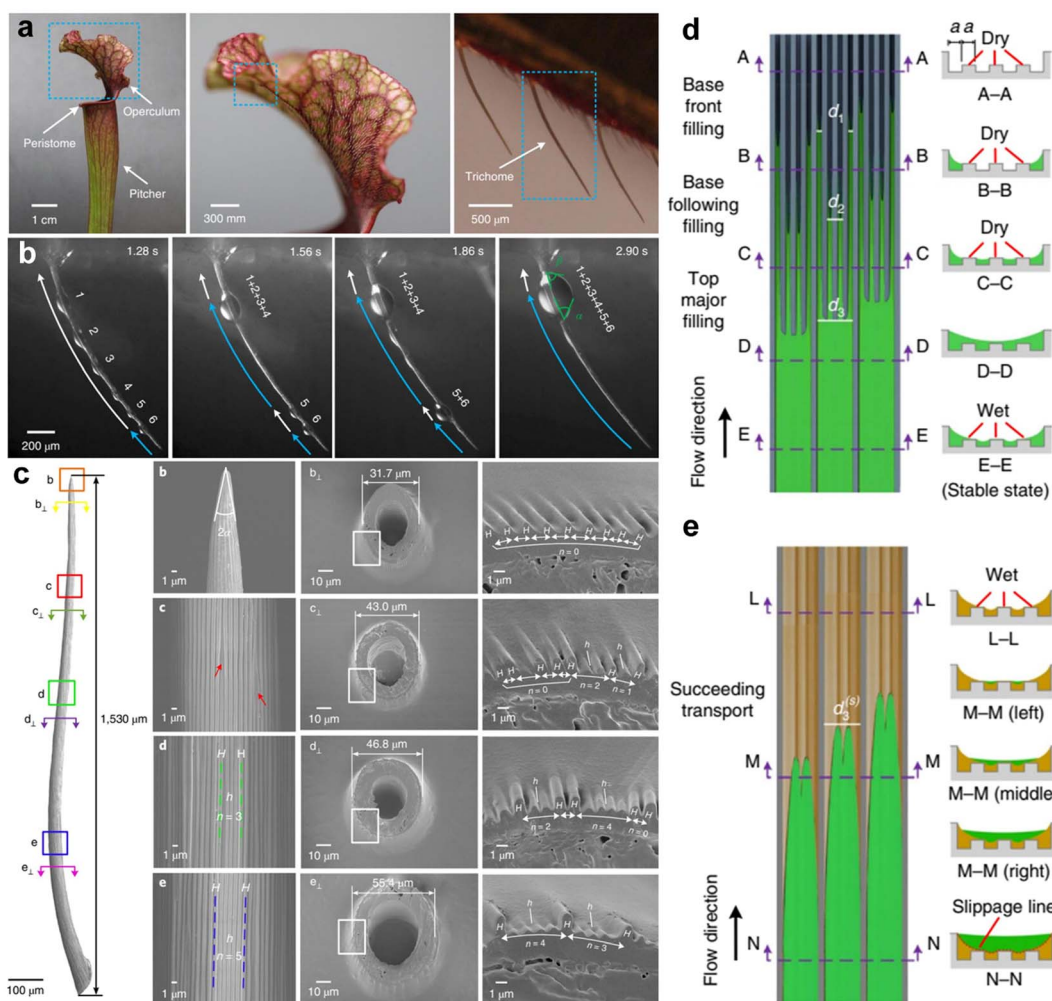 a
Operculum
Peristome
Pitcher
1 cm
300 mm
Trichome
500 μm
b
1.28 s
1
2
3
4
5
6
200 μm
1.56 s
1+2+3+4
5
6
1.86 s
1+2+3+4
5+6
2.90 s
1+2+3+4+5+6
β
α
c
b
b⊥
c
c⊥
d
d⊥
e
e⊥
1,530 μm
100 μm
b
2α
1 μm
b⊥
31.7 μm
10 μm
H H H H H H H H
n = 0
1 μm
c
1 μm
c⊥
43.0 μm
10 μm
h h
H H H H H H H
n = 0 n = 2 n = 1
1 μm
d
H H
h
n = 3
1 μm
d⊥
46.8 μm
10 μm
h h
H H H H H
n = 2 n = 4 n = 0
1 μm
e
H H
h
n = 5
1 μm
e⊥
55.4 μm
10 μm
h h
H H H
n = 4 n = 3
1 μm
d
A A
Base
front
filling
d1
B B
Base
following
filling
d2
C C
Top
major
filling
d3
D D
E E
Flow direction
a a
Dry
A–A
Dry
B–B
Dry
C–C
D–D
Wet
E–E
(Stable state)
e
L L
Succeeding
transport
d3(s)
M M
N N
Flow direction
Wet
L–L
M–M (left)
M–M (middle)
M–M (right)
Slippage line
N–N